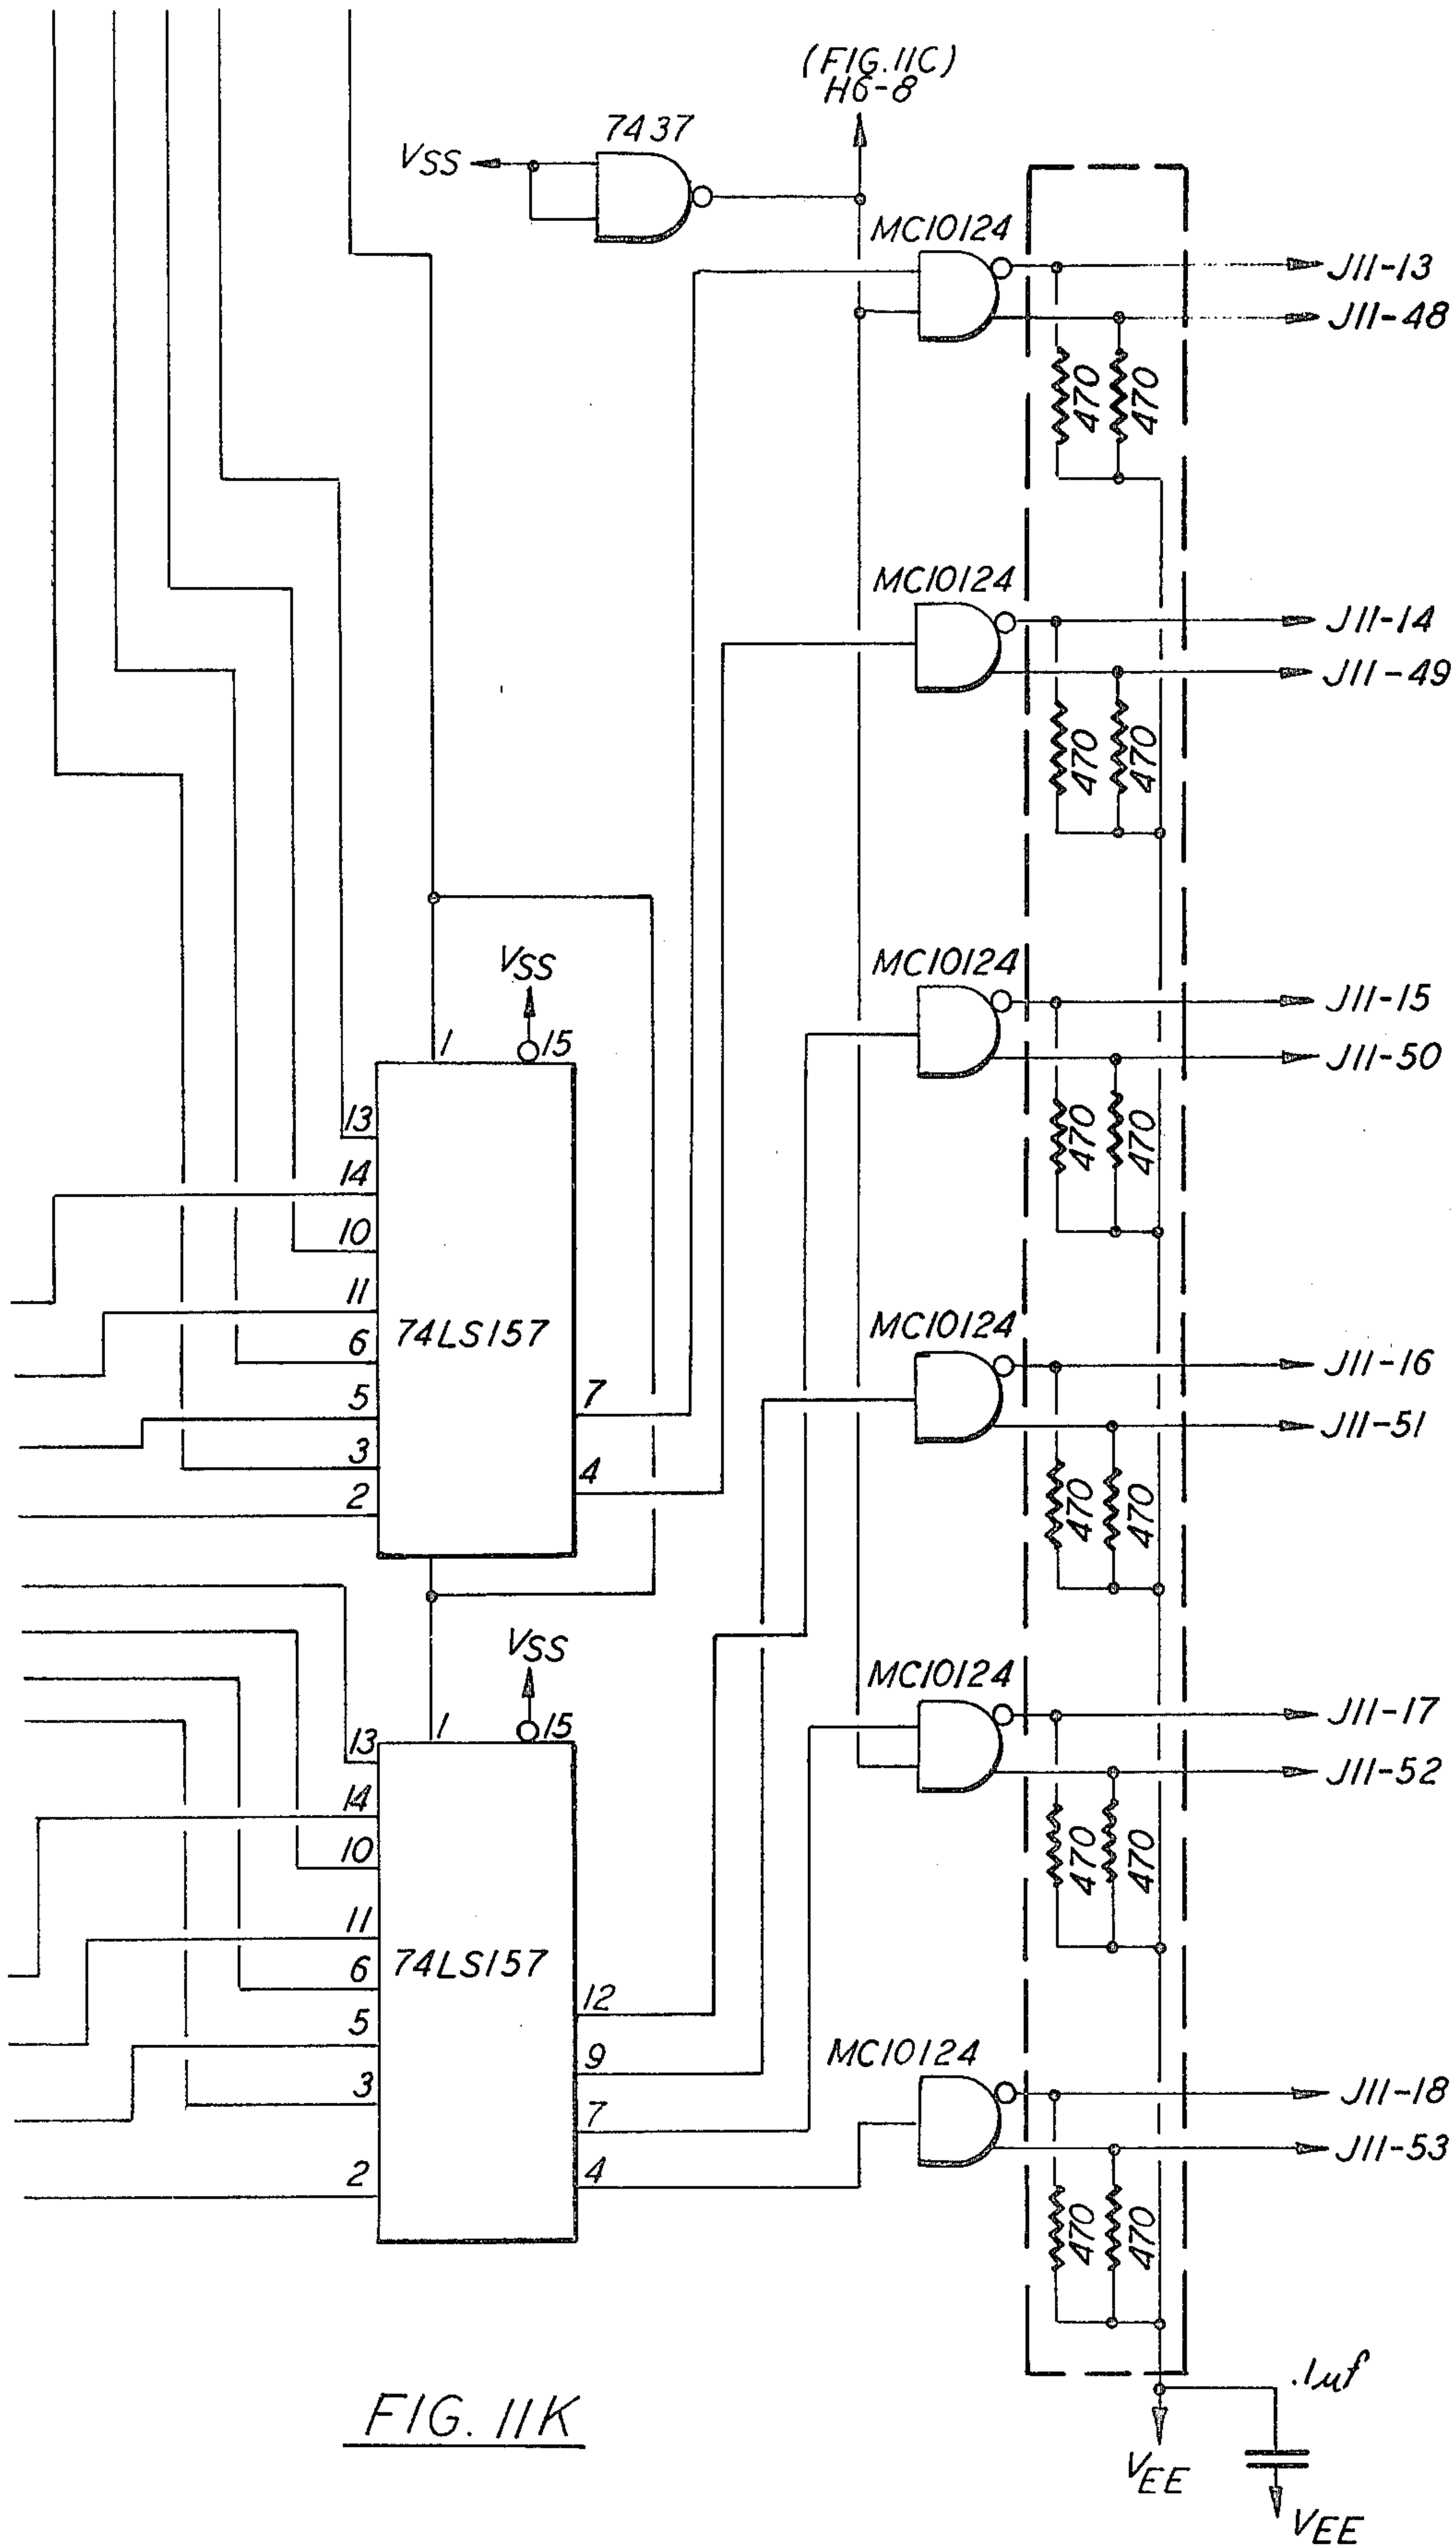 (FIG. 11C)
H6-8
7437
VSS
MC10124
J11-13
J11-48
470
470
MC10124
J11-14
J11-49
470
470
MC10124
VSS
J11-15
J11-50
1
15
470
470
13
14
10
11
6
5
3
2
74LS157
7
4
MC10124
J11-16
J11-51
470
470
VSS
MC10124
J11-17
J11-52
1
15
470
470
13
14
10
11
6
5
3
2
74LS157
12
9
7
4
MC10124
J11-18
J11-53
470
470
.1uf
VEE
VEE
FIG. 11K